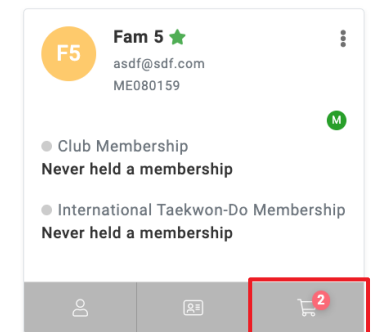 F5
Fam 5
asdf@sdf.com
ME080159
M
Club Membership
Never held a membership
International Taekwon-Do Membership
Never held a membership
2